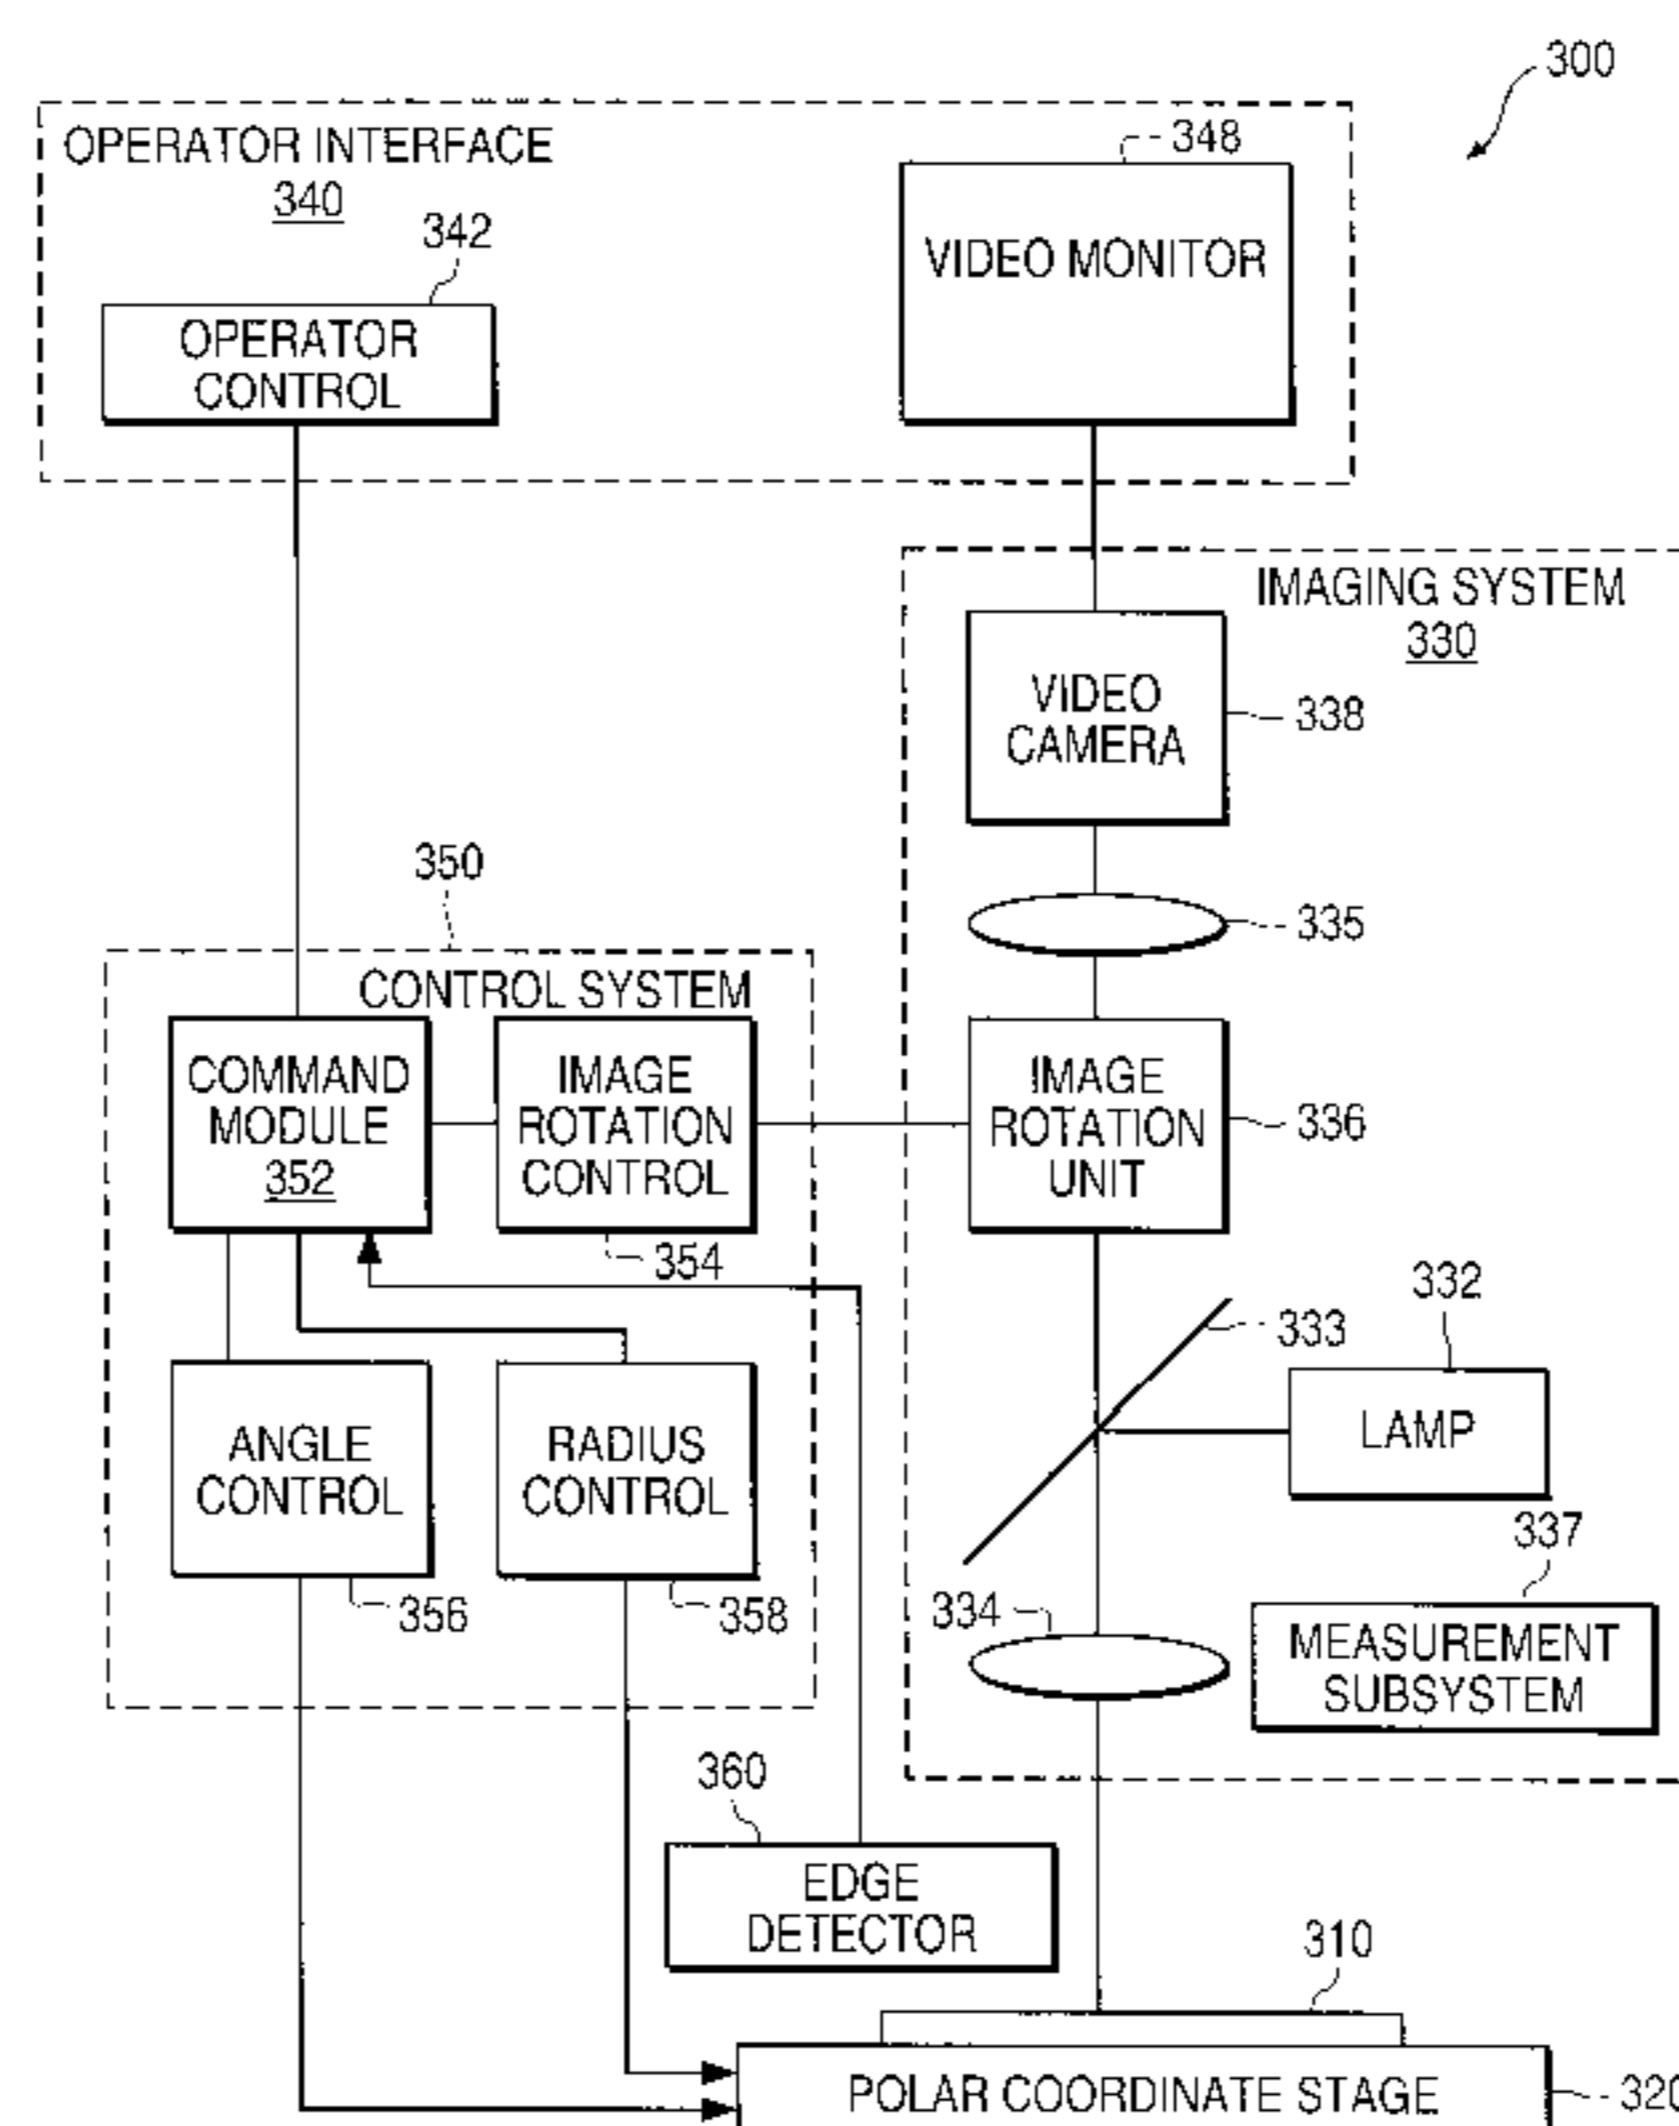 300
OPERATOR INTERFACE
340
348
342
VIDEO MONITOR
OPERATOR
CONTROL
IMAGING SYSTEM
330
VIDEO
CAMERA
338
350
335
CONTROL SYSTEM
COMMAND
MODULE
352
IMAGE
ROTATION
CONTROL
IMAGE
ROTATION
UNIT
336
354
332
333
LAMP
ANGLE
CONTROL
RADIUS
CONTROL
337
356
358
334
MEASUREMENT
SUBSYSTEM
360
EDGE
DETECTOR
310
POLAR COORDINATE STAGE
320